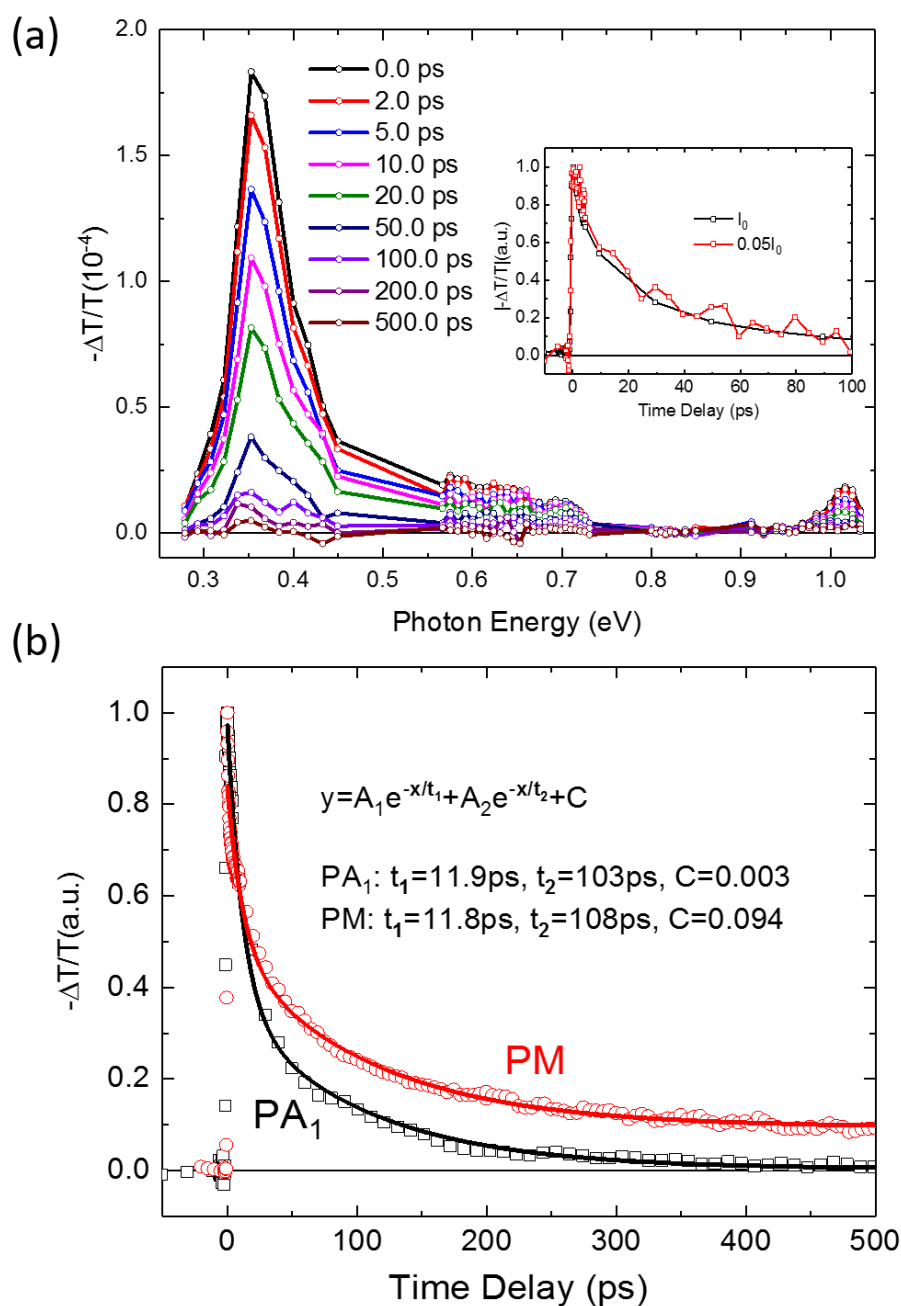 (a)
2.0
1.5
1.0
0.5
0.0
-ΔT/T(10⁻⁴)
0.0 ps
2.0 ps
5.0 ps
10.0 ps
20.0 ps
50.0 ps
100.0 ps
200.0 ps
500.0 ps
1.0
0.8
0.6
0.4
0.2
0.0
|-ΔT/T|(a.u.)
I₀
0.05I₀
0 20 40 60 80 100
Time Delay (ps)
0.3 0.4 0.5 0.6 0.7 0.8 0.9 1.0
Photon Energy (eV)
(b)
1.0
0.8
0.6
0.4
0.2
0.0
-ΔT/T(a.u.)
y=A₁e^(-x/t₁)+A₂e^(-x/t₂)+C
PA₁: t₁=11.9ps, t₂=103ps, C=0.003
PM: t₁=11.8ps, t₂=108ps, C=0.094
PM
PA₁
0 100 200 300 400 500
Time Delay (ps)